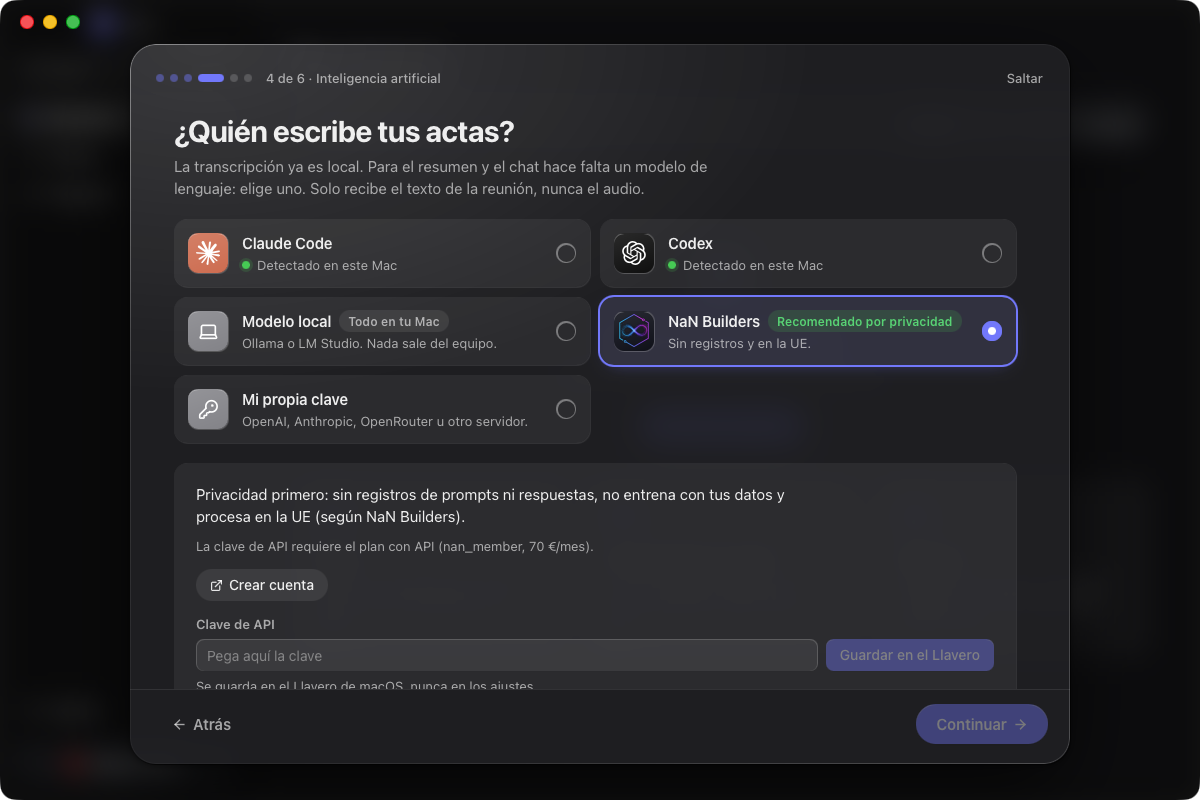 4 de 6 · Inteligencia artificial
Saltar
¿Quién escribe tus actas?
La transcripción ya es local. Para el resumen y el chat hace falta un modelo de
lenguaje: elige uno. Solo recibe el texto de la reunión, nunca el audio.
Claude Code
Detectado en este Mac
Codex
Detectado en este Mac
Modelo local Todo en tu Mac
Ollama o LM Studio. Nada sale del equipo.
NaN Builders Recomendado por privacidad
Sin registros y en la UE.
Mi propia clave
OpenAI, Anthropic, OpenRouter u otro servidor.
Privacidad primero: sin registros de prompts ni respuestas, no entrena con tus datos y
procesa en la UE (según NaN Builders).
La clave de API requiere el plan con API (nan_member, 70 €/mes).
Crear cuenta
Clave de API
Pega aquí la clave
Guardar en el Llavero
Se guarda en el Llavero de macOS, nunca en los ajustes
Atrás
Continuar